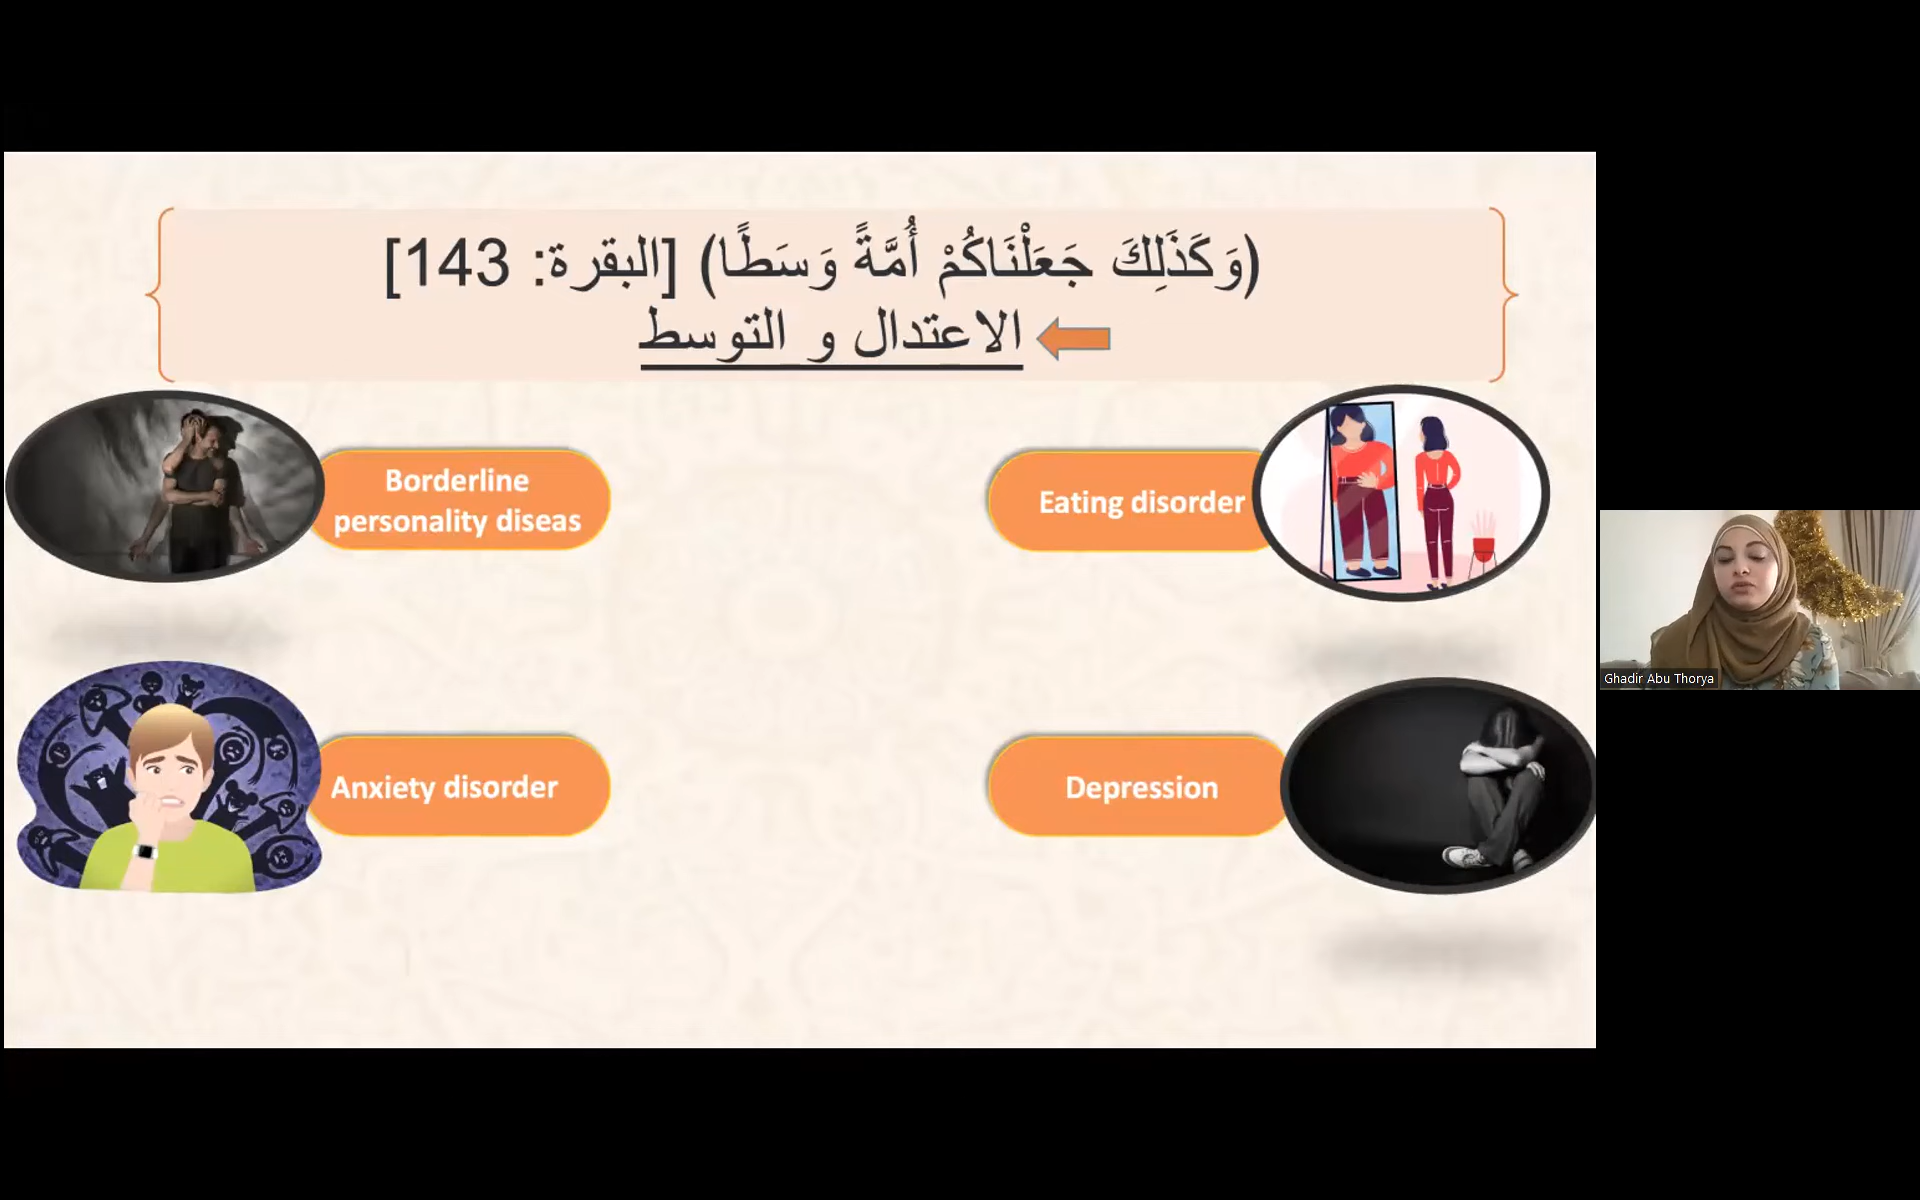 (وَكَذَلِكَ جَعَلْنَاكُمْ أُمَّةً وَسَطًا) [البقرة: 143]
الاعتدال و التوسط
Borderline
personality diseas
Eating disorder
Anxiety disorder
Depression
Ghadir Abu Thorya